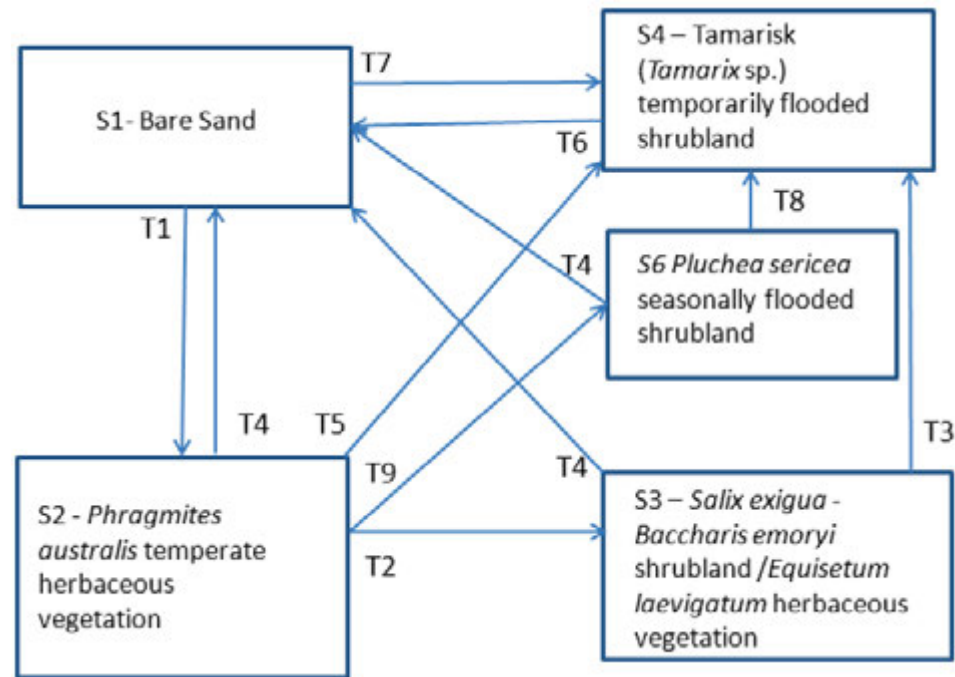 S1- Bare Sand
T7
S4 – Tamarisk
(Tamarix sp.)
temporarily flooded
shrubland
T6
T1
T8
T4
S6 Pluchea sericea
seasonally flooded
shrubland
T4
T5
T3
T9
T4
S2 - Phragmites
australis temperate
herbaceous
vegetation
T2
S3 – Salix exigua -
Baccharis emoryi
shrubland /Equisetum
laevigatum herbaceous
vegetation